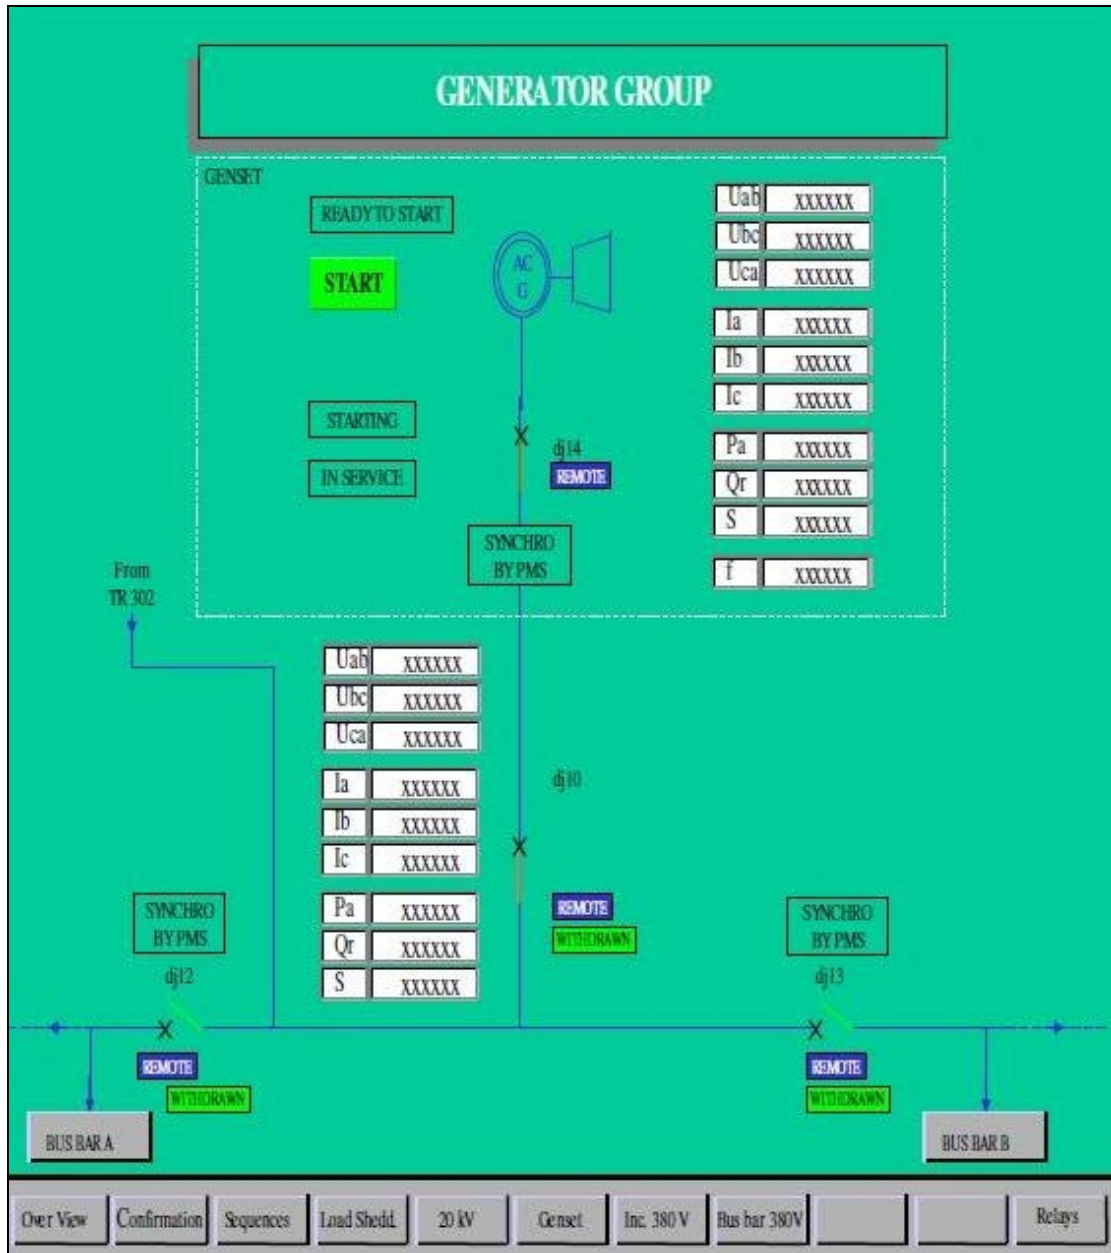 GENERATOR GROUP
GENSET
READY TO START
START
AC
G
STARTING
IN SERVICE
dj14
REMOTE
SYNCHRO
BY PMS
Uab xxxxxx
Ubc xxxxxx
Uca xxxxxx
Ia xxxxxx
Ib xxxxxx
Ic xxxxxx
Pa xxxxxx
Qr xxxxxx
S xxxxxx
f xxxxxx
From
TR 302
Uab xxxxxx
Ubc xxxxxx
Uca xxxxxx
Ia xxxxxx
Ib xxxxxx
Ic xxxxxx
Pa xxxxxx
Qr xxxxxx
S xxxxxx
dj10
REMOTE
WITHDRAWN
SYNCHRO
BY PMS
dj12
REMOTE
WITHDRAWN
BUS BAR A
SYNCHRO
BY PMS
dj13
REMOTE
WITHDRAWN
BUS BAR B
Over View Confirmation Sequences Load Shedd. 20 kV Genset Inc. 380 V Bus bar 380V Relays